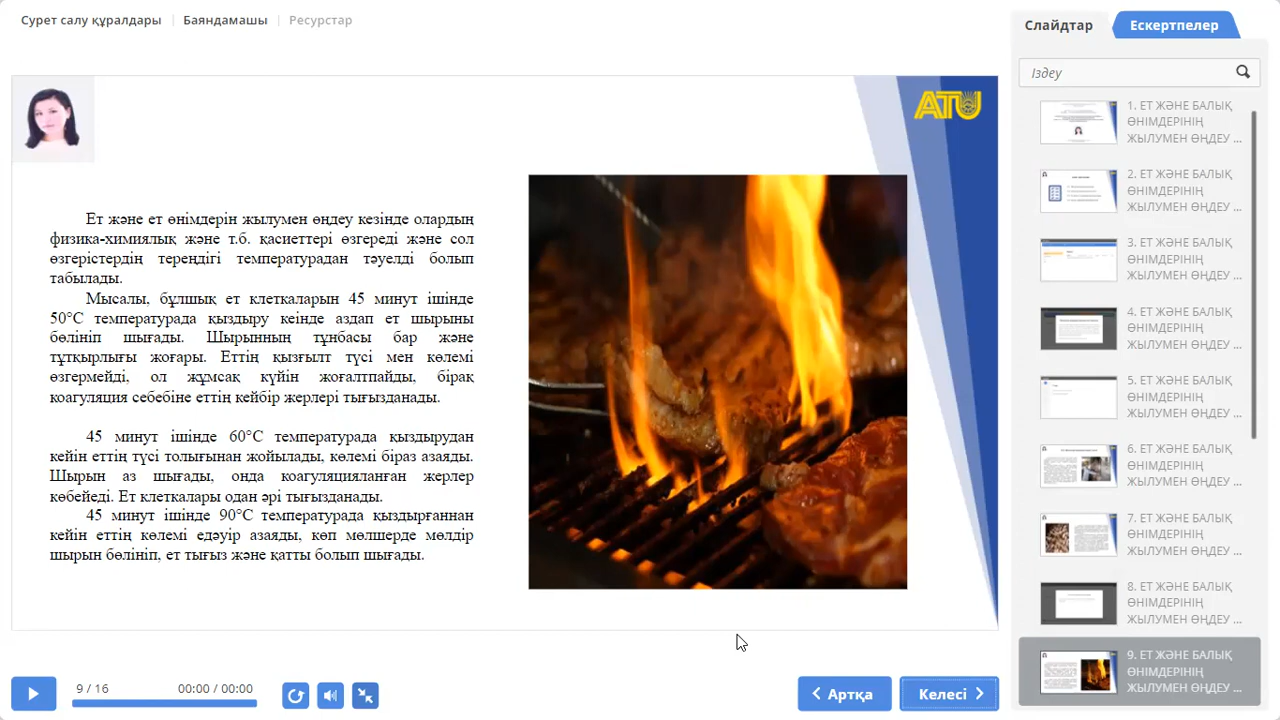 Сурет салу құралдары
Баяндамашы
Ресурстар
Слайдтар
Ескертпелер
Іздеу
ATU
Ет және ет өнімдерін жылумен өңдеу кезінде олардың
физика-химиялық және т.б. қасиеттері өзгереді және сол
өзгерістердің тереңдігі температурадан тәуелді болып
табылады.
Мысалы, бұлшық ет клеткаларын 45 минут ішінде
50°С температурада қыздыру кеінде аздап ет шырыны
бөлініп шығады. Шырынның тұнбасы бар және
тұтқырлығы жоғары. Еттің қызғылт түсі мен көлемі
өзгермейді, ол жұмсақ күйін жоғалтпайды, бірақ
коагуляция себебіне еттің кейбір жерлері тығызданады.
45 минут ішінде 60°С температурада қыздырудан
кейін еттің түсі толығынан жойылады, көлемі біраз азаяды.
Шырын аз шығады, онда коагуляцияланған жерлер
көбейеді. Ет клеткалары одан әрі тығызданады.
45 минут ішінде 90°С температурада қыздырғаннан
кейін еттің көлемі едәуір азаяды, көп мөлшерде мөлдір
шырын бөлініп, ет тығыз және қатты болып шығады.
1. ЕТ ЖӘНЕ БАЛЫҚ
ӨНІМДЕРІНІҢ
ЖЫЛУМЕН ӨҢДЕУ ...
2. ЕТ ЖӘНЕ БАЛЫҚ
ӨНІМДЕРІНІҢ
ЖЫЛУМЕН ӨҢДЕУ ...
3. ЕТ ЖӘНЕ БАЛЫҚ
ӨНІМДЕРІНІҢ
ЖЫЛУМЕН ӨҢДЕУ ...
4. ЕТ ЖӘНЕ БАЛЫҚ
ӨНІМДЕРІНІҢ
ЖЫЛУМЕН ӨҢДЕУ ...
5. ЕТ ЖӘНЕ БАЛЫҚ
ӨНІМДЕРІНІҢ
ЖЫЛУМЕН ӨҢДЕУ ...
6. ЕТ ЖӘНЕ БАЛЫҚ
ӨНІМДЕРІНІҢ
ЖЫЛУМЕН ӨҢДЕУ ...
7. ЕТ ЖӘНЕ БАЛЫҚ
ӨНІМДЕРІНІҢ
ЖЫЛУМЕН ӨҢДЕУ ...
8. ЕТ ЖӘНЕ БАЛЫҚ
ӨНІМДЕРІНІҢ
ЖЫЛУМЕН ӨҢДЕУ ...
9. ЕТ ЖӘНЕ БАЛЫҚ
ӨНІМДЕРІНІҢ
ЖЫЛУМЕН ӨҢДЕУ ...
9 / 16
00:00 / 00:00
Артқа
Келесі